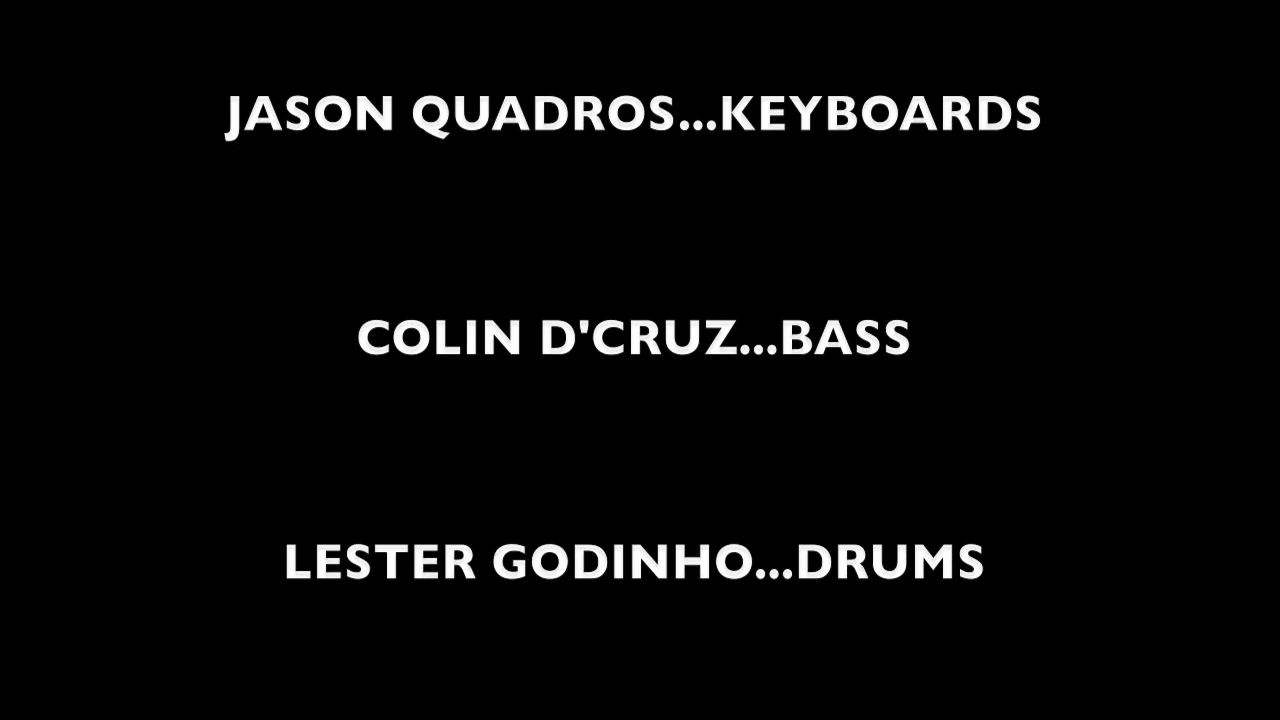 JASON QUADROS...KEYBOARDS
COLIN D'CRUZ...BASS
LESTER GODINHO...DRUMS